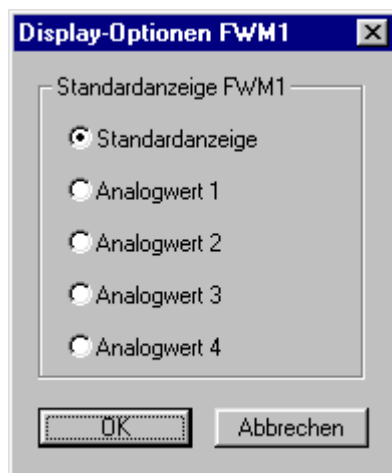 Display-Optionen FWM1
Standardanzeige FWM1
Standardanzeige
Analogwert 1
Analogwert 2
Analogwert 3
Analogwert 4
OK Abbrechen